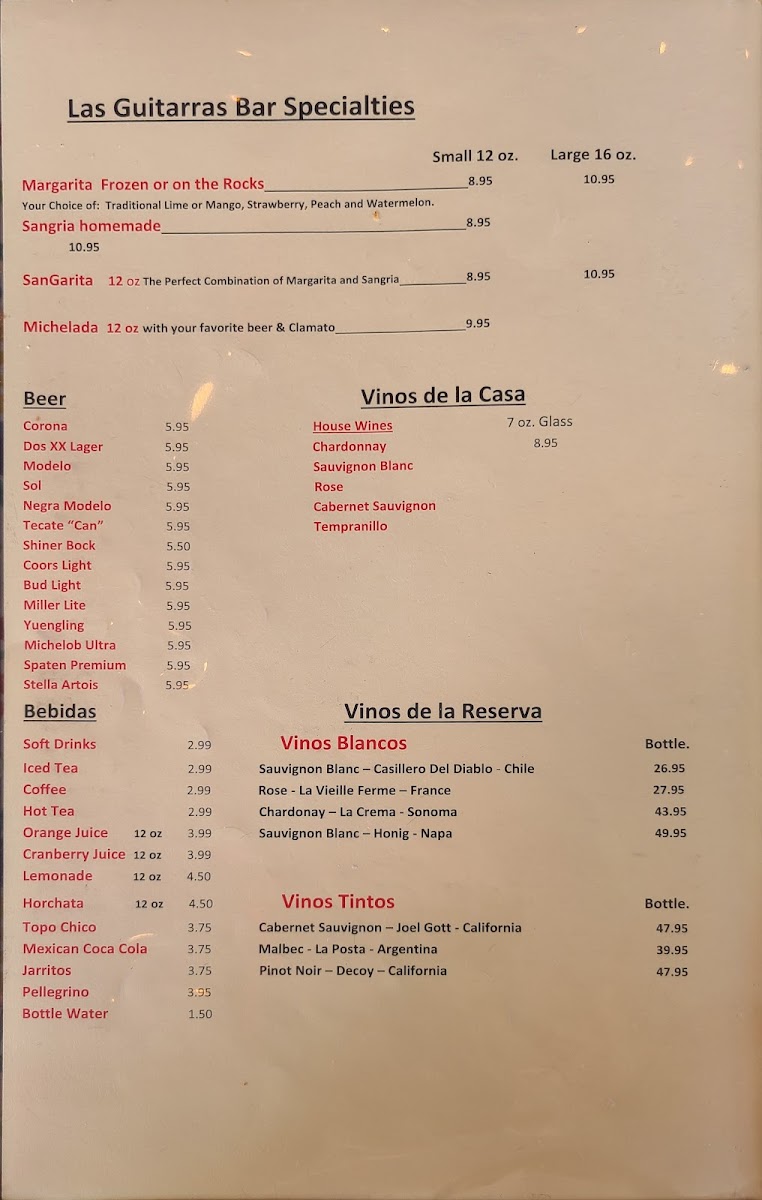 Las Guitarras Bar Specialties
Small 12 oz. Large 16 oz.
Margarita Frozen or on the Rocks 8.95 10.95
Your Choice of: Traditional Lime or Mango, Strawberry, Peach and Watermelon.
Sangria homemade 8.95
10.95
SanGarita 12 oz The Perfect Combination of Margarita and Sangria 8.95 10.95
Michelada 12 oz with your favorite beer & Clamato 9.95
Beer
Corona 5.95
Dos XX Lager 5.95
Modelo 5.95
Sol 5.95
Negra Modelo 5.95
Tecate “Can” 5.95
Shiner Bock 5.50
Coors Light 5.95
Bud Light 5.95
Miller Lite 5.95
Yuengling 5.95
Michelob Ultra 5.95
Spaten Premium 5.95
Stella Artois 5.95
Vinos de la Casa
House Wines 7 oz. Glass
Chardonnay 8.95
Sauvignon Blanc
Rose
Cabernet Sauvignon
Tempranillo
Bebidas
Soft Drinks 2.99
Iced Tea 2.99
Coffee 2.99
Hot Tea 2.99
Orange Juice 12 oz 3.99
Cranberry Juice 12 oz 3.99
Lemonade 12 oz 4.50
Horchata 12 oz 4.50
Topo Chico 3.75
Mexican Coca Cola 3.75
Jarritos 3.75
Pellegrino 3.95
Bottle Water 1.50
Vinos de la Reserva
Vinos Blancos Bottle.
Sauvignon Blanc – Casillero Del Diablo - Chile 26.95
Rose - La Vieille Ferme – France 27.95
Chardonay – La Crema - Sonoma 43.95
Sauvignon Blanc – Honig - Napa 49.95
Vinos Tintos Bottle.
Cabernet Sauvignon – Joel Gott - California 47.95
Malbec - La Posta - Argentina 39.95
Pinot Noir – Decoy – California 47.95